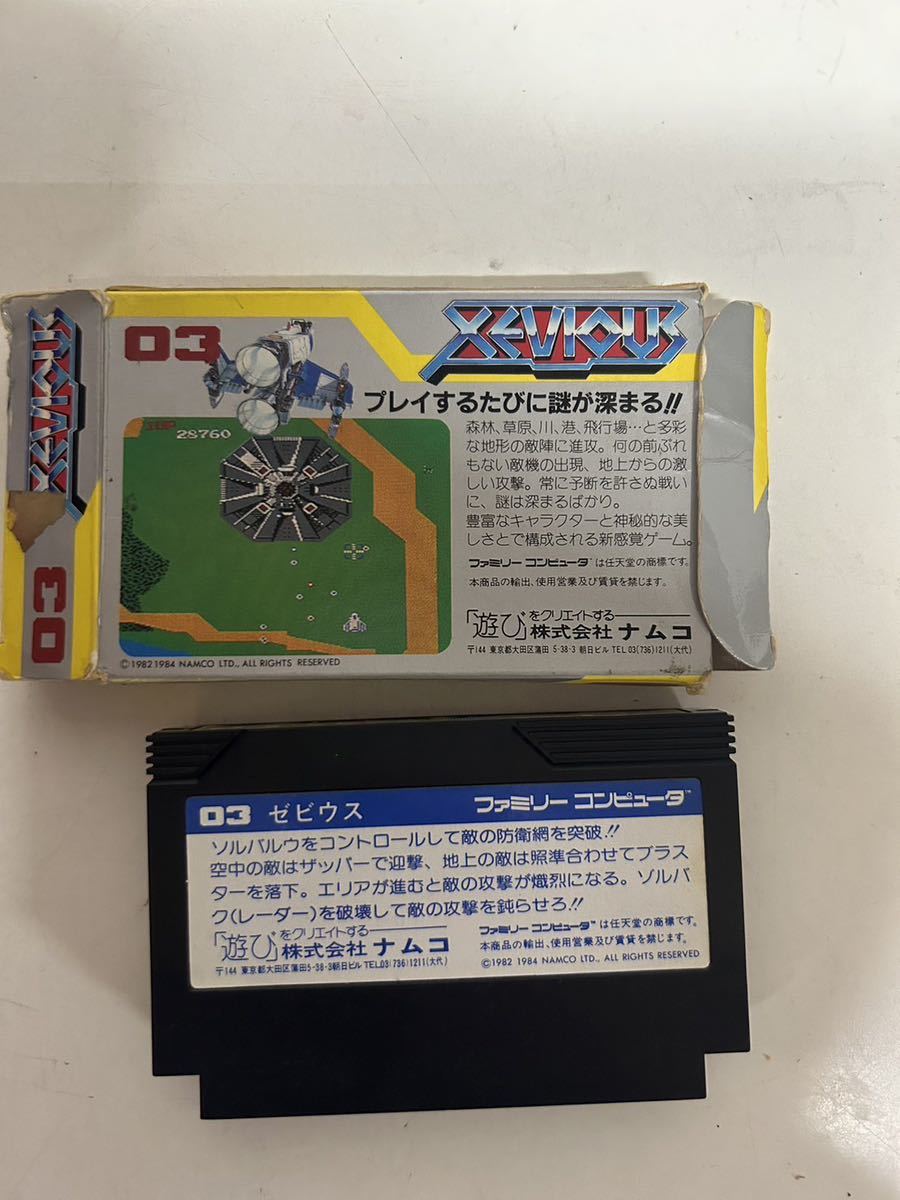 XEVIOUS
03
03
XEVIOUS
プレイするたびに謎が深まる!!
1UP
28760
森林、草原、川、港、飛行場…と多彩
な地形の敵陣に進攻。何の前ぶれ
もない敵機の出現、地上からの激
しい攻撃。常に予断を許さぬ戦い
に、謎は深まるばかり。
豊富なキャラクターと神秘的な美
しさとで構成される新感覚ゲーム。
ファミリー コンピュータ™は任天堂の商標です。
本商品の輸出、使用営業及び賃貸を禁じます。
「遊び」をクリエイトする
株式会社 ナムコ
〒144 東京都大田区蒲田 5-38-3 朝日ビル TEL 03(736)1211(大代)
©1982 1984 NAMCO LTD., ALL RIGHTS RESERVED
03 ゼビウス
ファミリー コンピュータ™
ソルバルウをコントロールして敵の防衛網を突破!!
空中の敵はザッパーで迎撃、地上の敵は照準合わせてブラス
ターを落下。エリアが進むと敵の攻撃が熾烈になる。ゾルバ
ク(レーダー)を破壊して敵の攻撃を鈍らせろ!!
「遊び」をクリエイトする
株式会社 ナムコ
〒144 東京都大田区蒲田5-38-3朝日ビル TEL.03(736)1211(大代)
ファミリー コンピュータ™は任天堂の商標です。
本商品の輸出、使用営業及び賃貸を禁じます。
©1982 1984 NAMCO LTD., ALL RIGHTS RESERVED